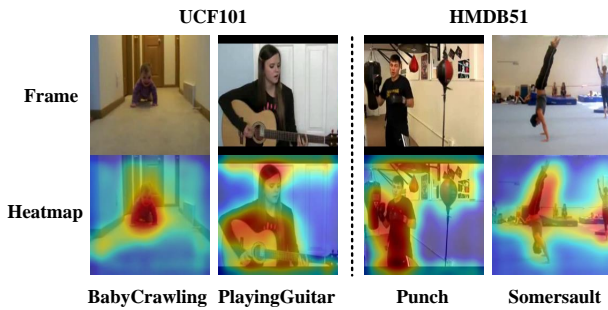 UCF101 HMDB51
Frame
Heatmap
BabyCrawling PlayingGuitar Punch Somersault